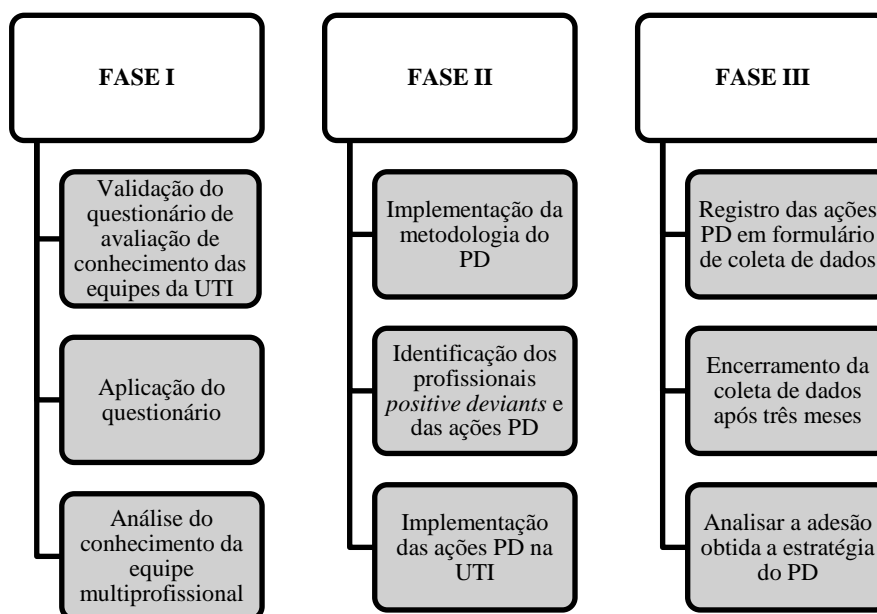 FASE I
Validação do
questionário de
avaliação de
conhecimento das
equipes da UTI
Aplicação do
questionário
Análise do
conhecimento da
equipe
multiprofissional
FASE II
Implementação da
metodologia do
PD
Identificação dos
profissionais
positive deviants e
das ações PD
Implementação
das ações PD na
UTI
FASE III
Registro das ações
PD em formulário
de coleta de dados
Encerramento da
coleta de dados
após três meses
Analisar a adesão
obtida a estratégia
do PD